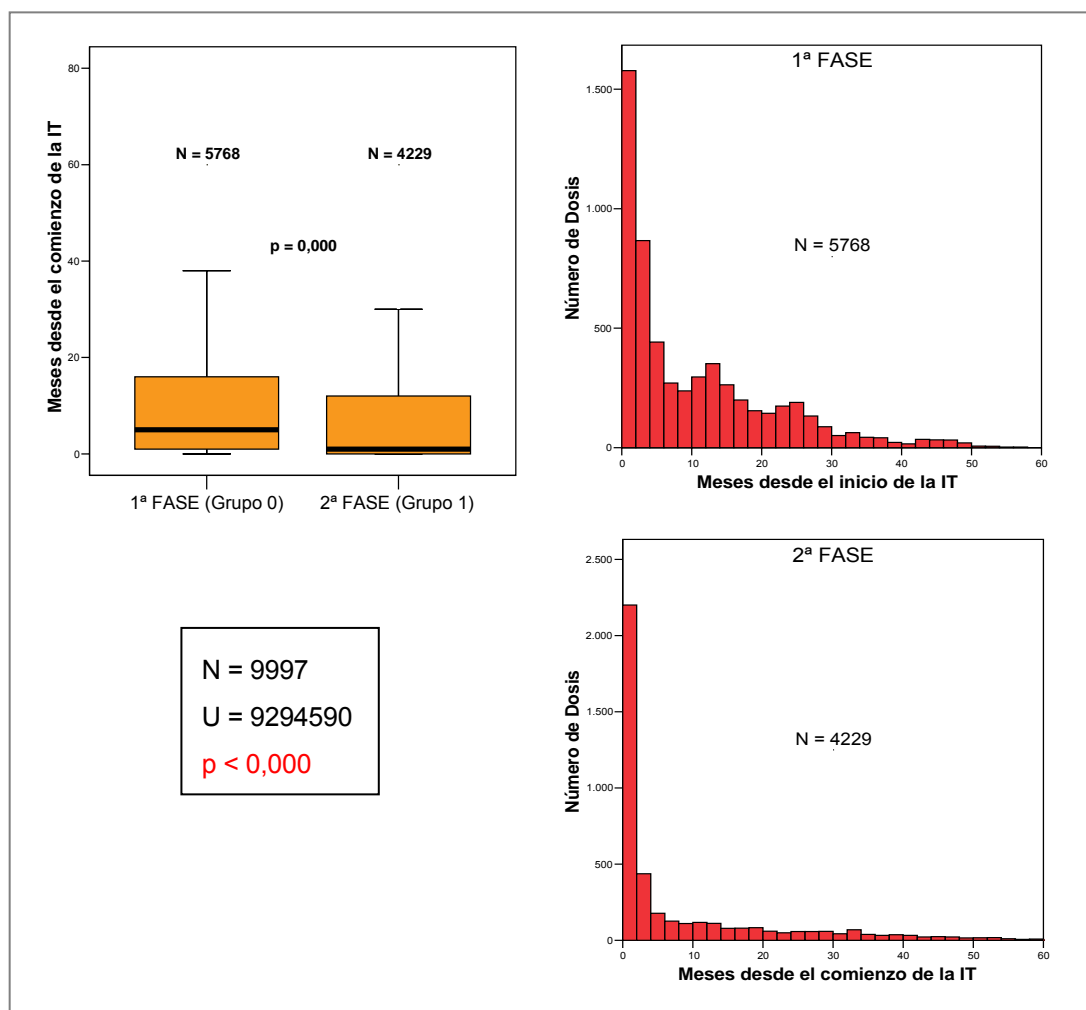 Meses desde el comienzo de la IT
80
60
40
20
0
N = 5768
N = 4229
p = 0,000
1ª FASE (Grupo 0)
2ª FASE (Grupo 1)
1ª FASE
Número de Dosis
1.500
1.000
500
0
N = 5768
0
10
20
30
40
50
60
Meses desde el inicio de la IT
N = 9997
U = 9294590
p < 0,000
2ª FASE
Número de Dosis
2.500
2.000
1.500
1.000
500
0
N = 4229
0
10
20
30
40
50
60
Meses desde el comienzo de la IT